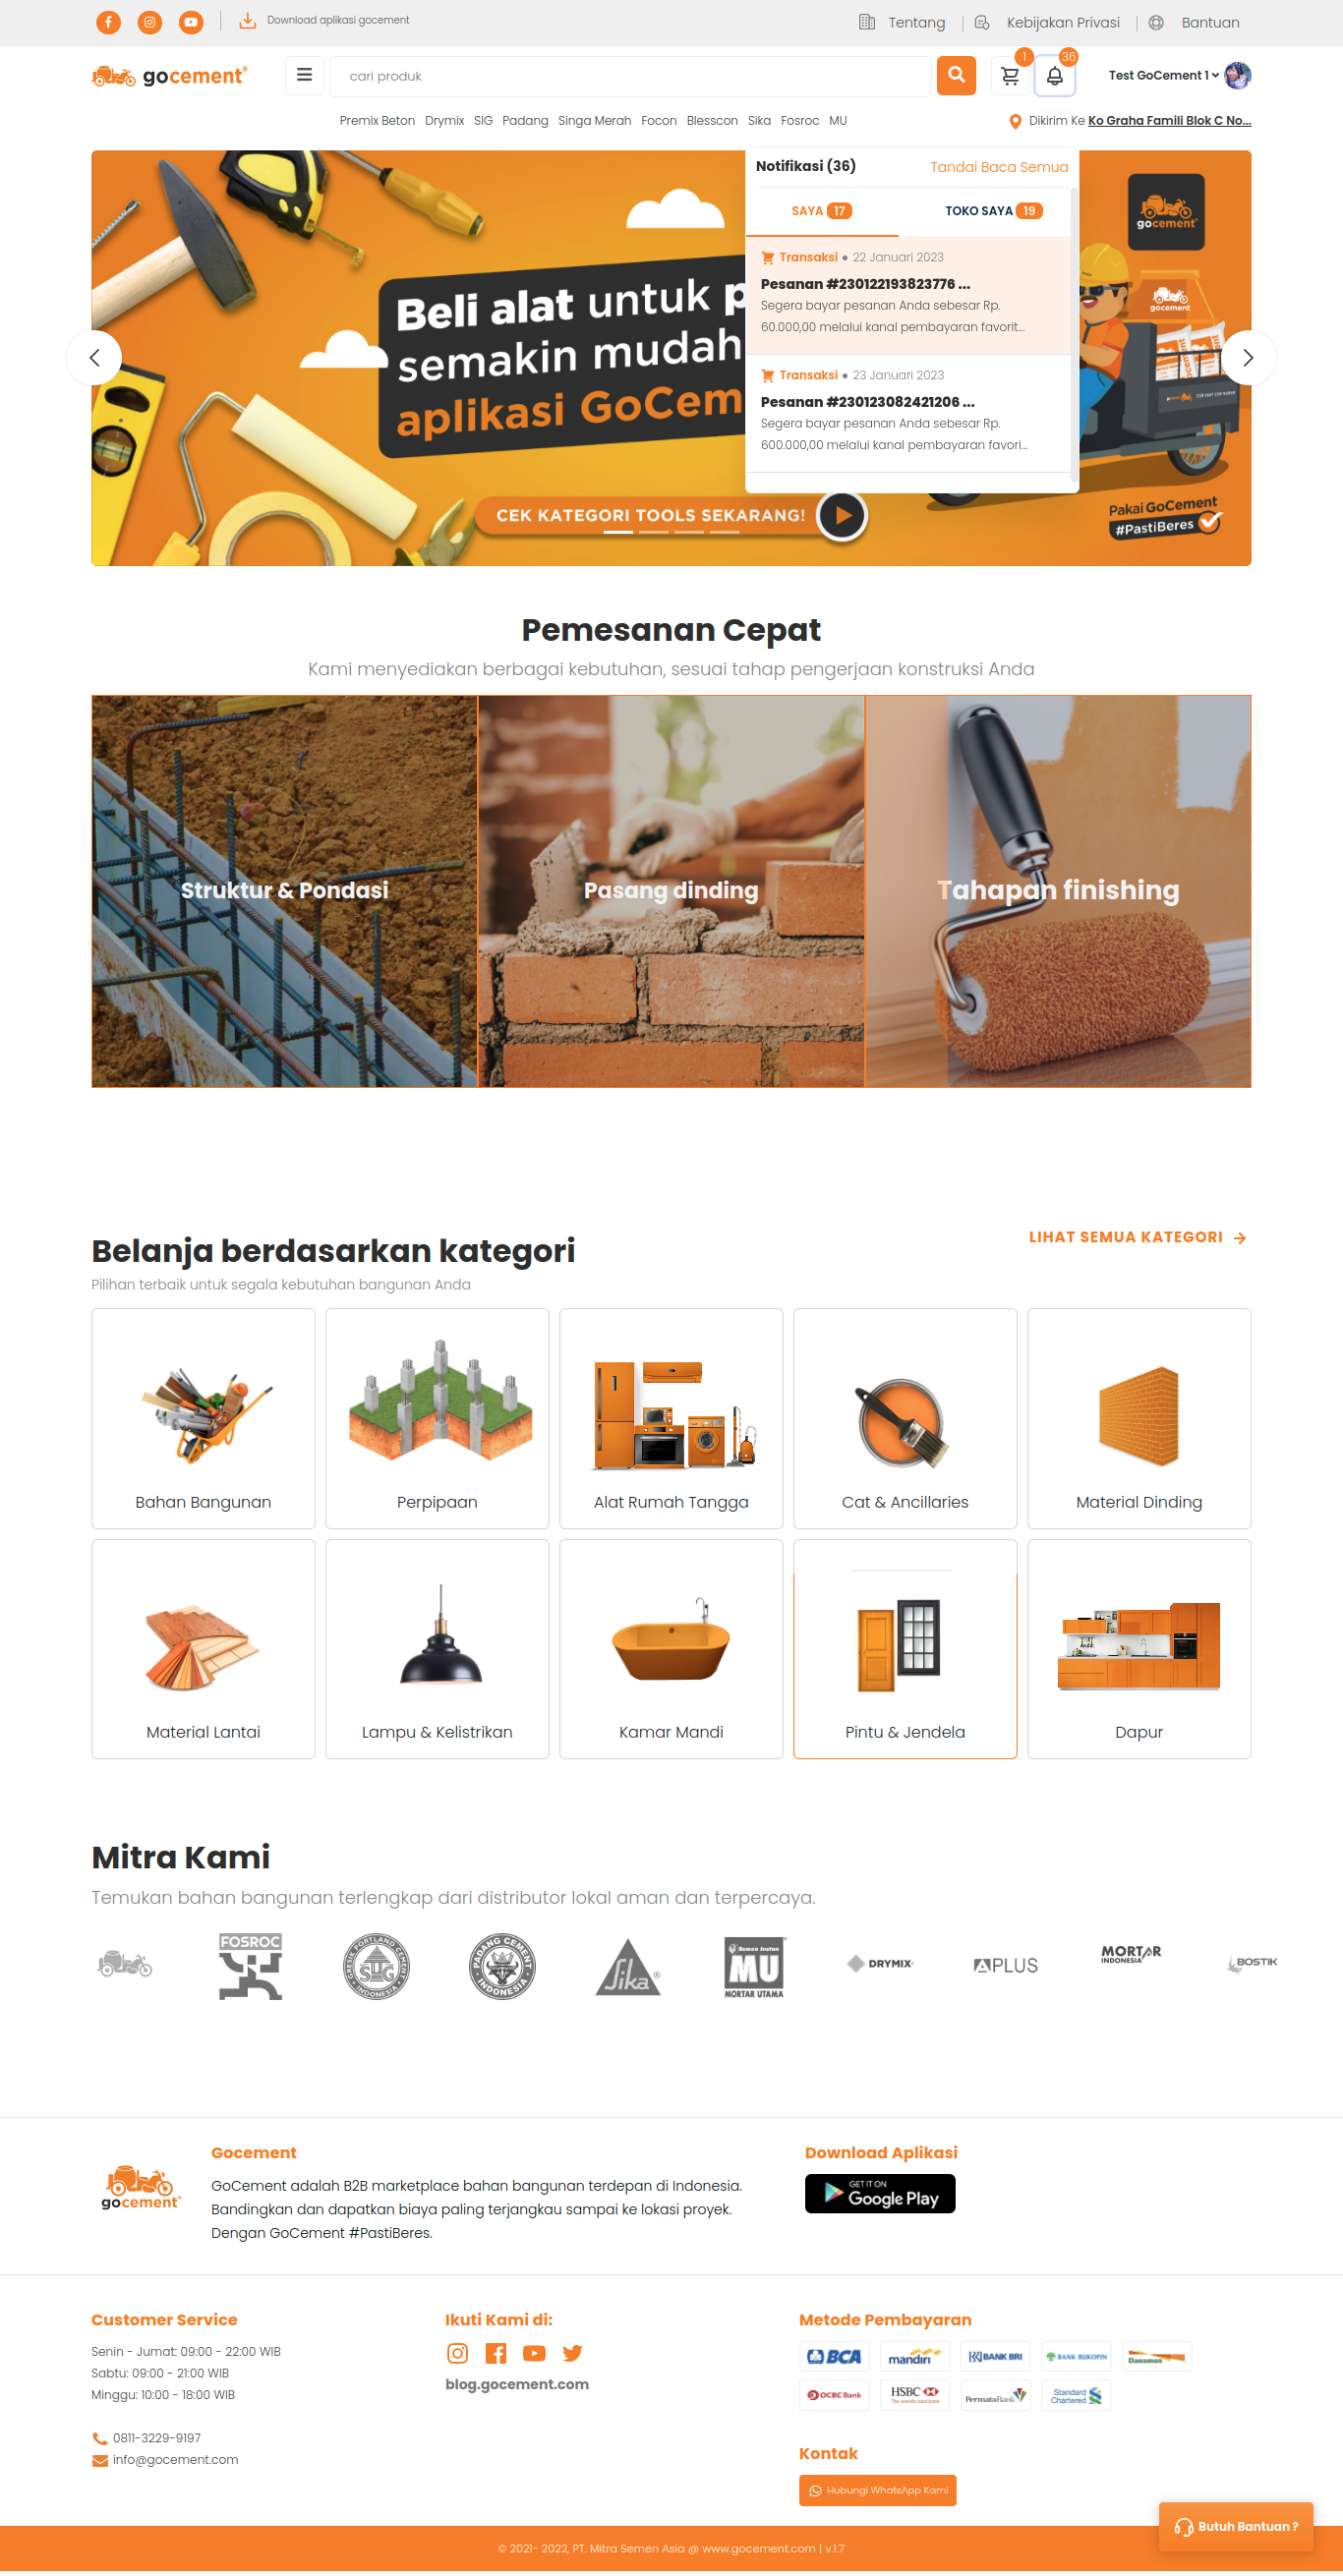 Download aplikasi gocement
Tentang
Kebijakan Privasi
Bantuan
gocement
cari produk
1
36
Test GoCement 1
Premix Beton Drymix SIG Padang Singa Merah Focon Blesscon Sika Fosroc MU
Dikirim Ke Ko Graha Famili Blok C No...
Notifikasi (36)
Tandai Baca Semua
SAYA 17
TOKO SAYA 19
Transaksi • 22 Januari 2023
Pesanan #230122193823776 ...
Segera bayar pesanan Anda sebesar Rp.
60.000,00 melalui kanal pembayaran favorit...
Transaksi • 23 Januari 2023
Pesanan #230123082421206 ...
Segera bayar pesanan Anda sebesar Rp.
600.000,00 melalui kanal pembayaran favori...
gocement
gocement
Beli alat untuk p
semakin mudah
aplikasi GoCem
CEK KATEGORI TOOLS SEKARANG!
Pakai GoCement
#PastiBeres
Pemesanan Cepat
Kami menyediakan berbagai kebutuhan, sesuai tahap pengerjaan konstruksi Anda
Struktur & Pondasi
Pasang dinding
Tahapan finishing
Belanja berdasarkan kategori
LIHAT SEMUA KATEGORI
Pilihan terbaik untuk segala kebutuhan bangunan Anda
Bahan Bangunan
Perpipaan
Alat Rumah Tangga
Cat & Ancillaries
Material Dinding
Material Lantai
Lampu & Kelistrikan
Kamar Mandi
Pintu & Jendela
Dapur
Mitra Kami
Temukan bahan bangunan terlengkap dari distributor lokal aman dan terpercaya.
FOSROC
GRESIK PORTLAND CEMENT
SG
INDONESIA
PADANG CEMENT
INDONESIA
Sika
Semen Instan
MU
MORTAR UTAMA
DRYMIX
APLUS
MORTAR
INDONESIA
BOSTIK
gocement
Gocement
GoCement adalah B2B marketplace bahan bangunan terdepan di Indonesia.
Bandingkan dan dapatkan biaya paling terjangkau sampai ke lokasi proyek.
Dengan GoCement #PastiBeres.
Download Aplikasi
GET IT ON
Google Play
Customer Service
Senin - Jumat: 09:00 - 22:00 WIB
Sabtu: 09:00 - 21:00 WIB
Minggu: 10:00 - 18:00 WIB
0811-3229-9197
info@gocement.com
Ikuti Kami di:
blog.gocement.com
Metode Pembayaran
BCA
mandiri
BANK BRI
BANK BUKOPIN
Danamon
OCBC Bank
HSBC
The world's local bank
PermataBank
Standard
Chartered
Kontak
Hubungi WhatsApp Kami
Butuh Bantuan ?
© 2021- 2022, PT. Mitra Semen Asia @ www.gocement.com | v.1.7